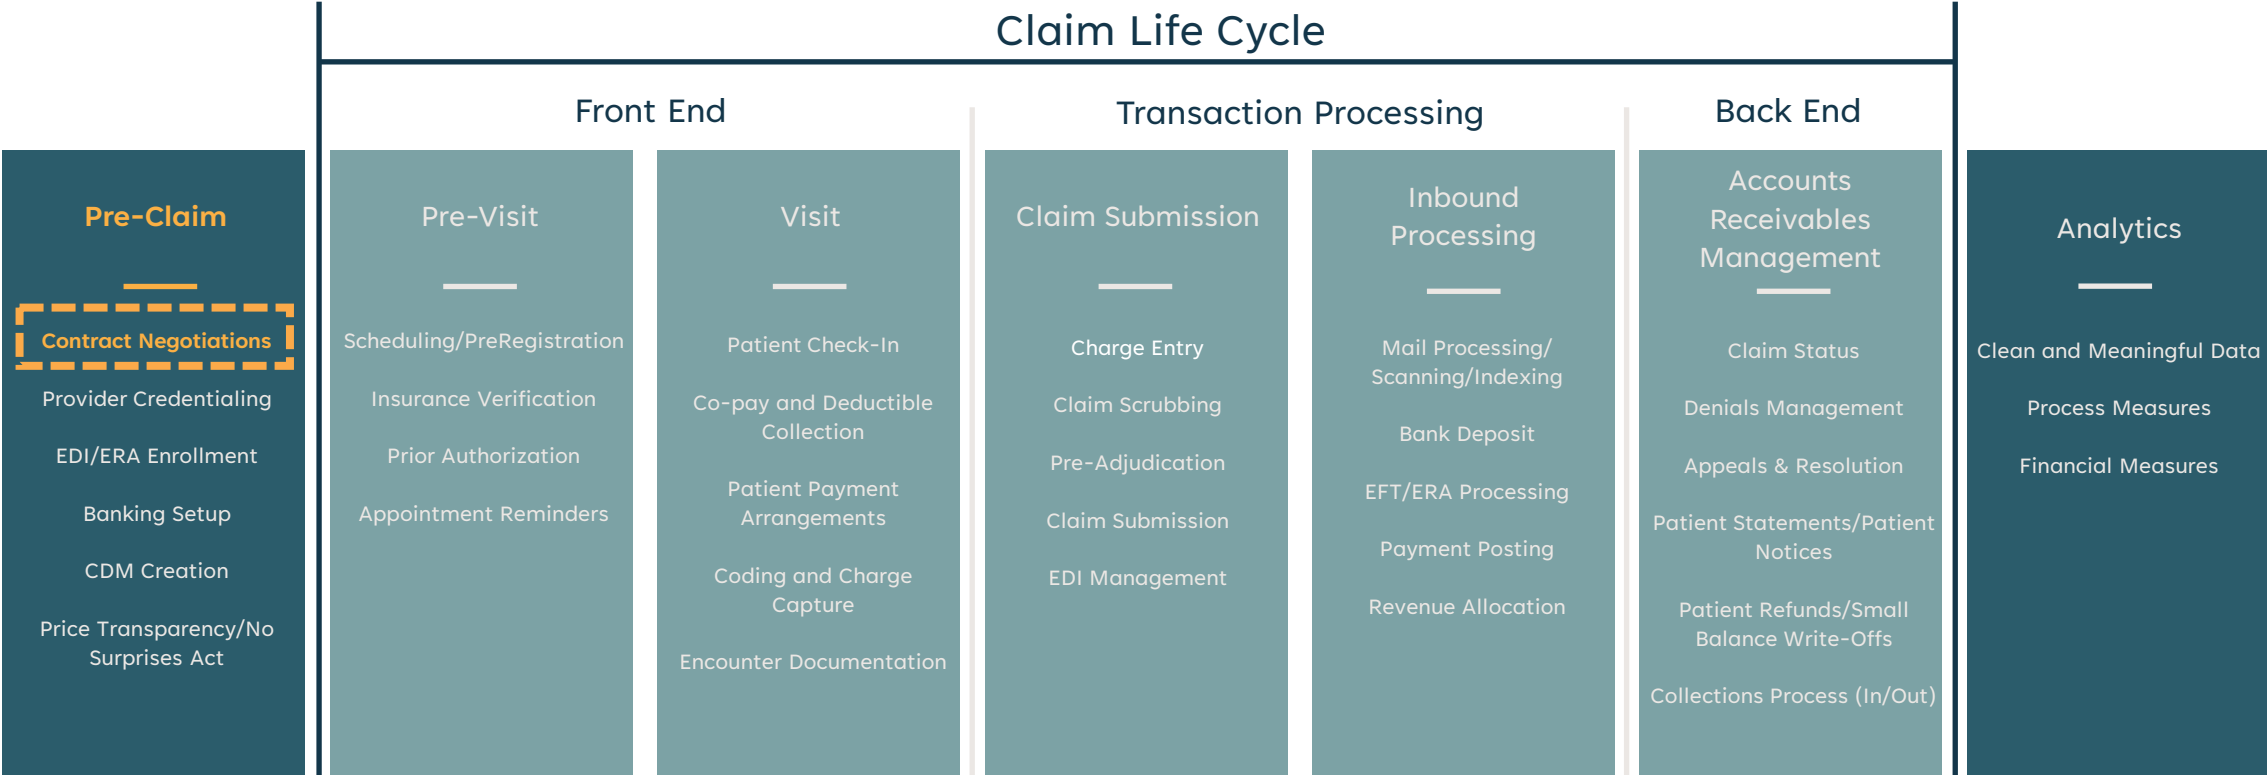 Claim Life Cycle
Front End
Transaction Processing
Back End
Pre-Claim
Contract Negotiations
Provider Credentialing
EDI/ERA Enrollment
Banking Setup
CDM Creation
Price Transparency/No
Surprises Act
Pre-Visit
Scheduling/PreRegistration
Insurance Verification
Prior Authorization
Appointment Reminders
Visit
Patient Check-In
Co-pay and Deductible
Collection
Patient Payment
Arrangements
Coding and Charge
Capture
Encounter Documentation
Claim Submission
Charge Entry
Claim Scrubbing
Pre-Adjudication
Claim Submission
EDI Management
Inbound
Processing
Mail Processing/
Scanning/Indexing
Bank Deposit
EFT/ERA Processing
Payment Posting
Revenue Allocation
Accounts
Receivables
Management
Claim Status
Denials Management
Appeals & Resolution
Patient Statements/Patient
Notices
Patient Refunds/Small
Balance Write-Offs
Collections Process (In/Out)
Analytics
Clean and Meaningful Data
Process Measures
Financial Measures